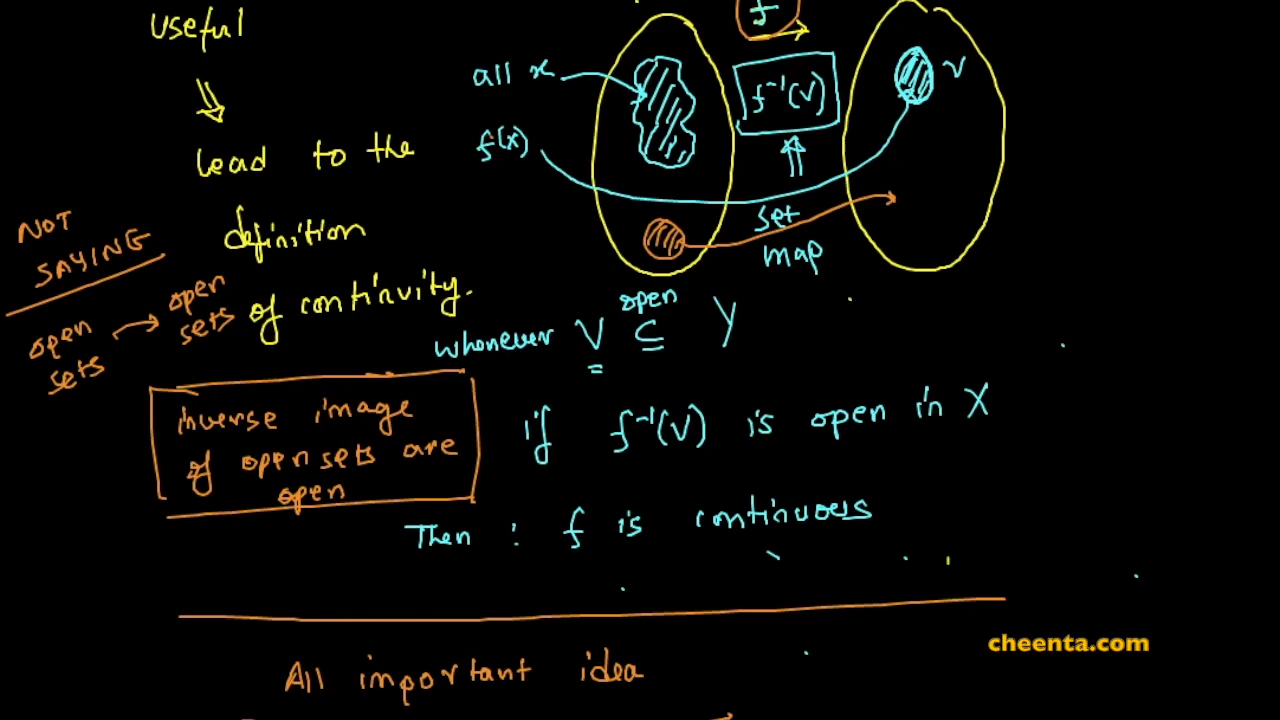 useful
⇓
lead to the
definition
of continuity.
NOT
SAYING
open
sets
→
open
sets
inverse image
of open sets are
open
f
→
all x
f(x)
f⁻¹(V)
V
⇑
set
map
open
whenever V ⊆ Y
if f⁻¹(V) is open in X
Then : f is continuous
All important idea
cheenta.com